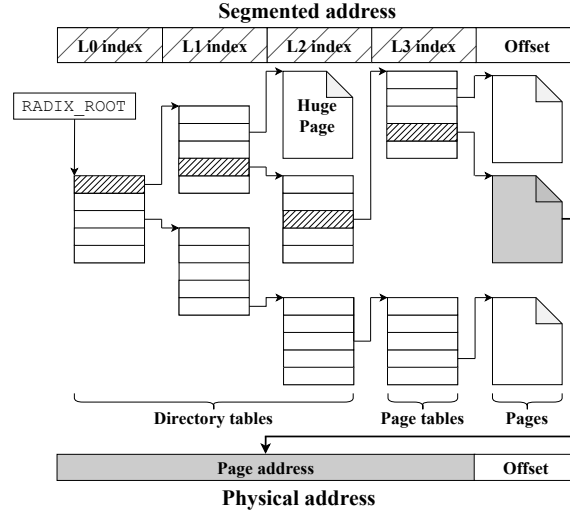 Segmented address
L0 index L1 index L2 index L3 index Offset
RADIX_ROOT
Huge
Page
Directory tables Page tables Pages
Page address Offset
Physical address